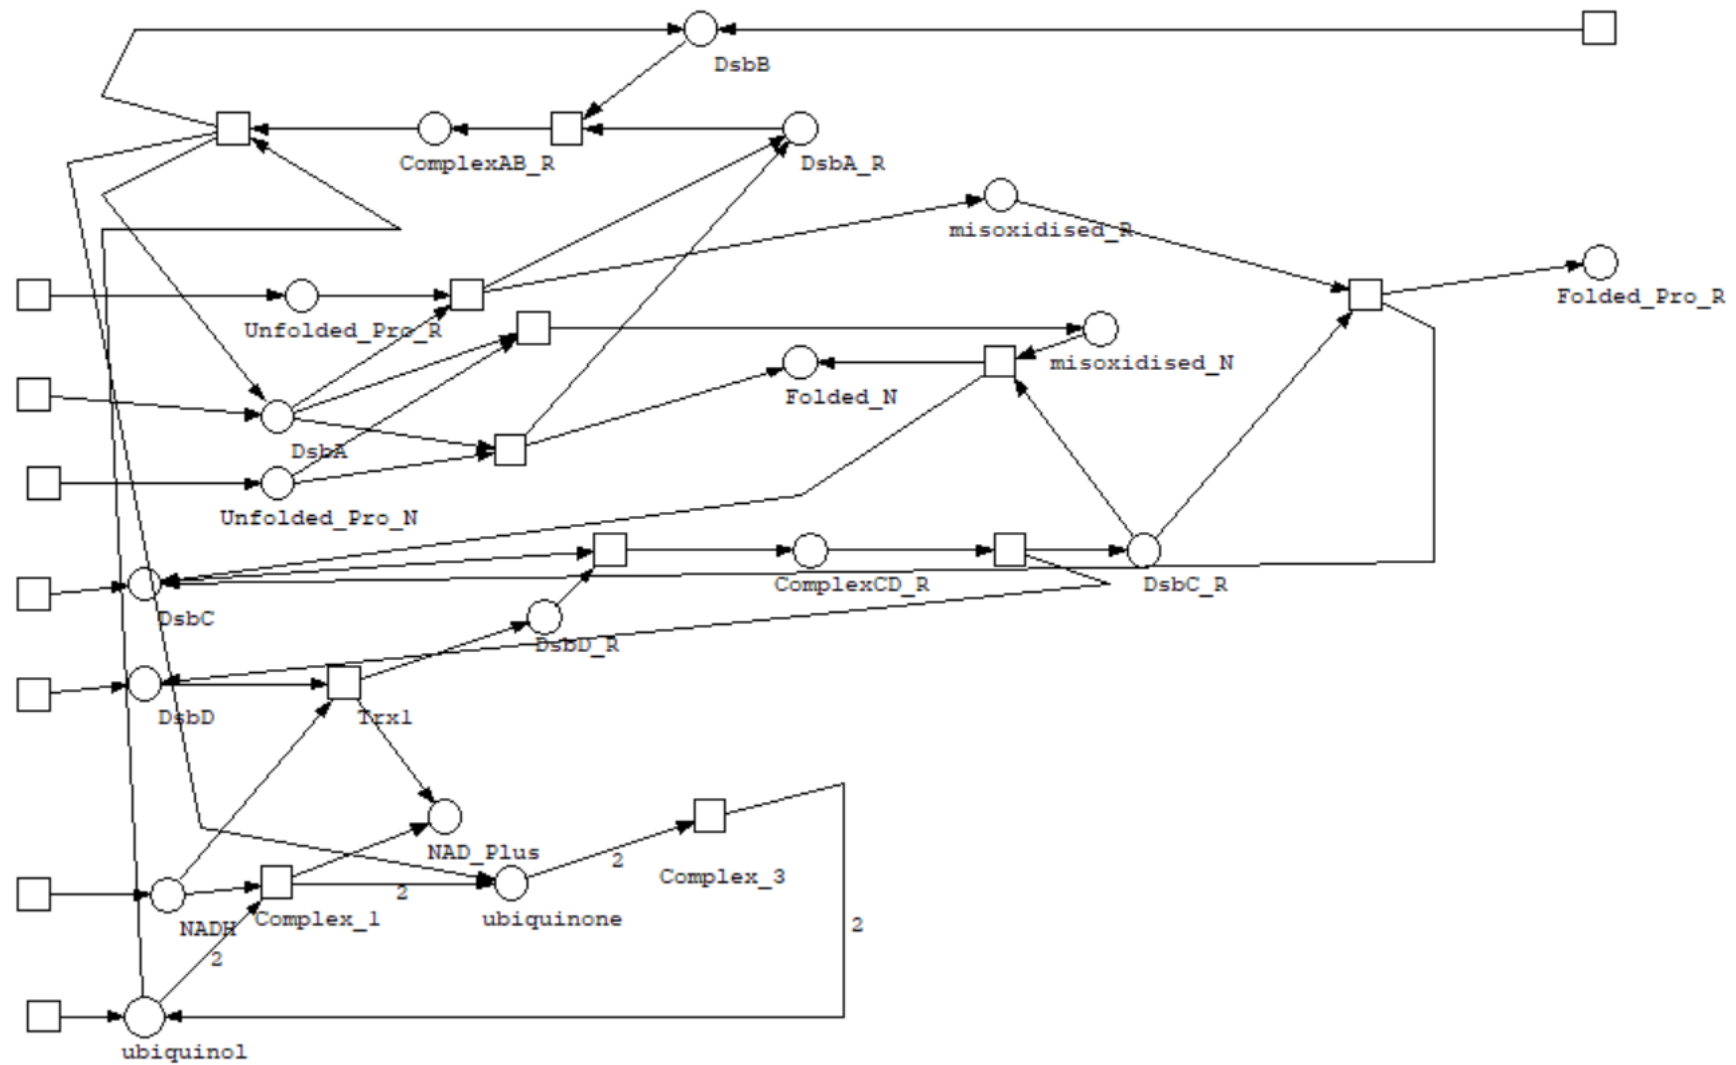 DsbB
ComplexAB_R
DsbA_R
misoxidised_R
Folded_Pro_R
Unfolded_Pro_R
misoxidised_N
Folded_N
DsbA
Unfolded_Pro_N
ComplexCD_R
DsbC_R
DsbC
DsbD_R
DsbD
Trx1
NAD_Plus
2
Complex_3
2
Complex_1
ubiquinone
NADH
2
2
ubiquinol